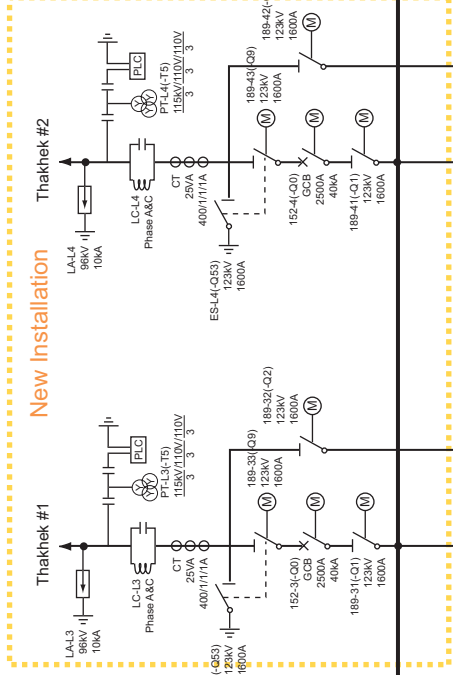 New Installation
Thakhek #1
LA-L3
96kV
10kA
PLC
PT-L3(-T5)
115kV/110V/110V
3 3 3
LC-L3
Phase A&C
CT
25VA
400/1/1/1A
(-Q53)
123kV
1600A
189-33(-Q9)
123kV
1600A
M
189-32(-Q2)
123kV
1600A
M
152-3(-Q0)
GCB
2500A
40kA
M
189-31(-Q1)
123kV
1600A
M
Thakhek #2
LA-L4
96kV
10kA
PLC
PT-L4(-T5)
115kV/110V/110V
3 3 3
LC-L4
Phase A&C
CT
25VA
400/1/1/1A
ES-L4(-Q53)
123kV
1600A
189-43(-Q9)
123kV
1600A
M
189-42(
123kV
1600A
M
152-4(-Q0)
GCB
2500A
40kA
M
189-41(-Q1)
123kV
1600A
M